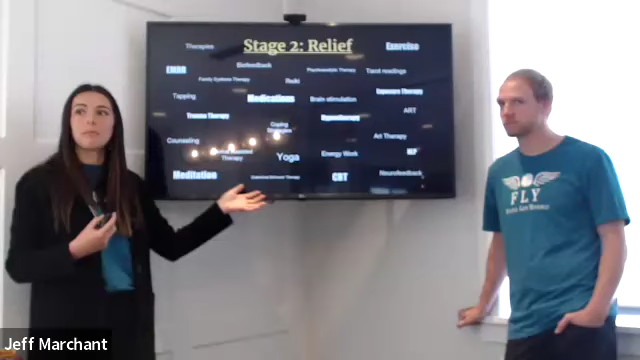 Stage 2: Relief
Therapies
Exercise
Biofeedback
EMDR
Psychoanalytic Therapy
Tarot readings
Family Systems Therapy
Reiki
Exposure Therapy
Tapping
Medications
Brain stimulation
ART
Trauma Therapy
Hypnotherapy
Coping
Strategies
Art Therapy
Counseling
Therapy
Yoga
Energy Work
Meditation
CBT
Neurofeedback
FLY
Jeff Marchant